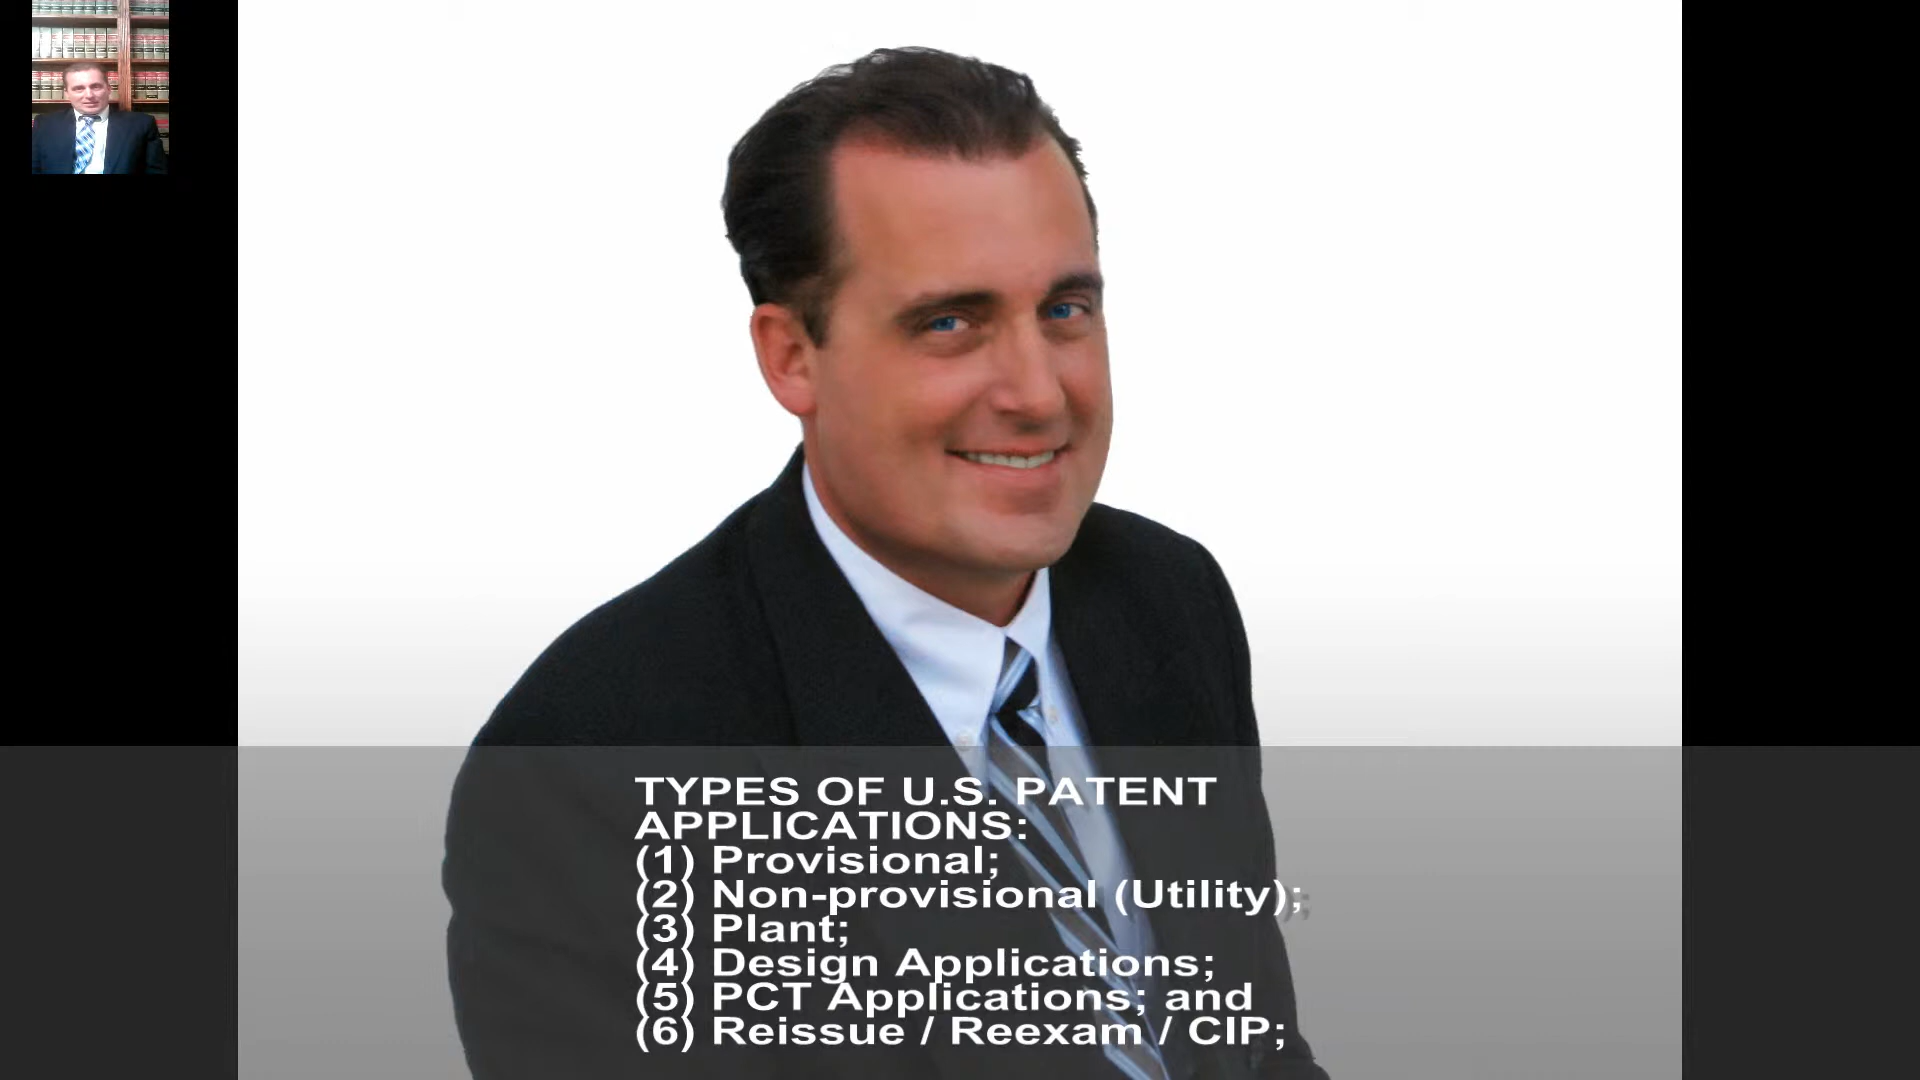 TYPES OF U.S. PATENT
APPLICATIONS:
(1) Provisional;
(2) Non-provisional (Utility);
(3) Plant;
(4) Design Applications;
(5) PCT Applications; and
(6) Reissue / Reexam / CIP;